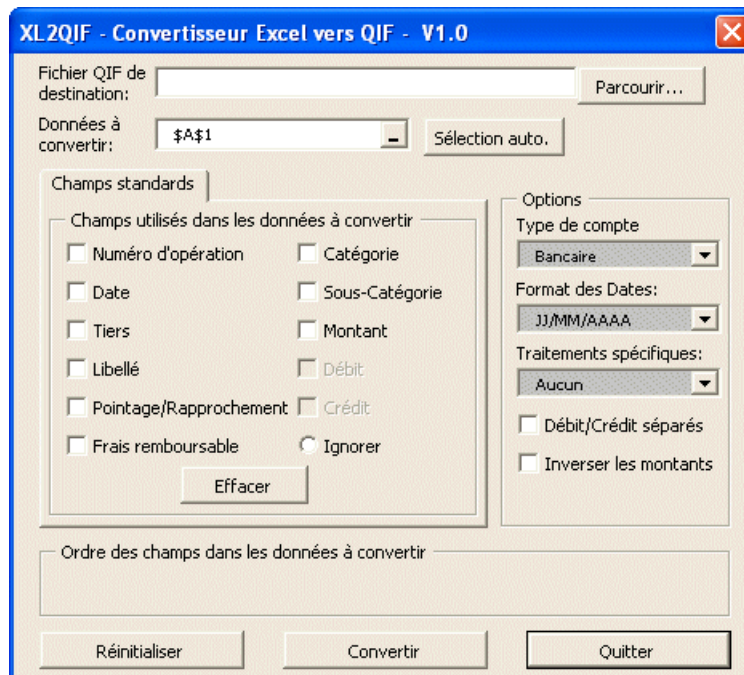 XL2QIF - Convertisseur Excel vers QIF - V1.0
Fichier QIF de
destination:
Parcourir...
Données à
convertir:
$A$1
Sélection auto.
Champs standards
Champs utilisés dans les données à convertir
Numéro d'opération
Catégorie
Date
Sous-Catégorie
Tiers
Montant
Libellé
Débit
Pointage/Rapprochement
Crédit
Frais remboursable
Ignorer
Effacer
Options
Type de compte
Bancaire
Format des Dates:
JJ/MM/AAAA
Traitements spécifiques:
Aucun
Débit/Crédit séparés
Inverser les montants
Ordre des champs dans les données à convertir
Réinitialiser
Convertir
Quitter